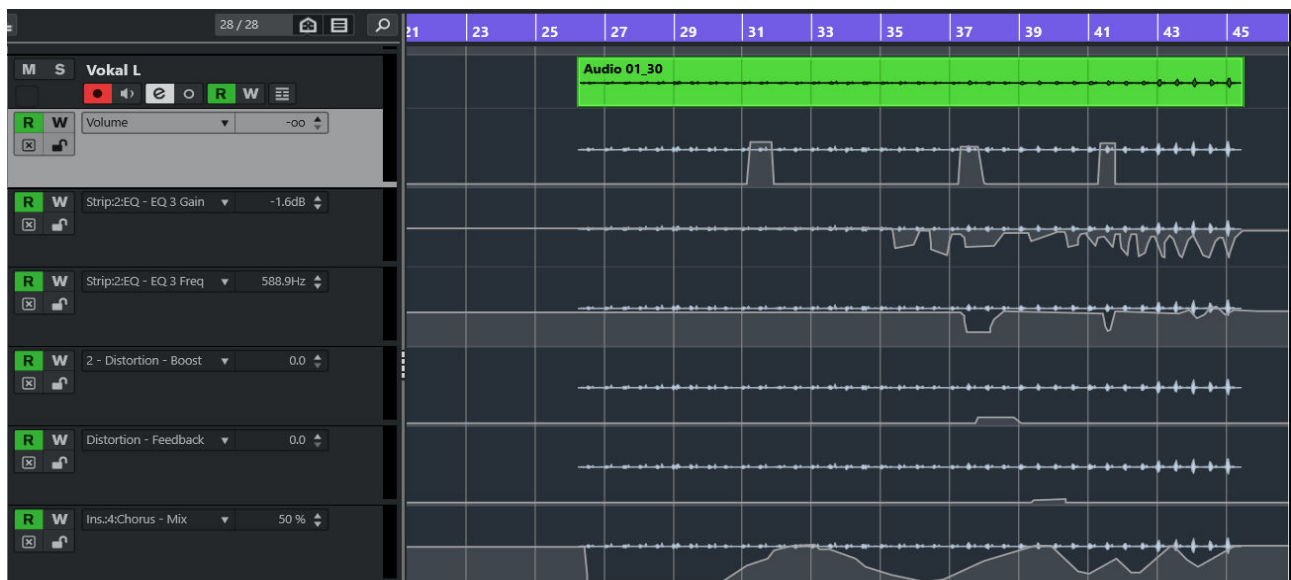 28 / 28
21 23 25 27 29 31 33 35 37 39 41 43 45
M S Vokal L
Audio 01_30
e R W
R W Volume -oo
R W Strip:2:EQ - EQ 3 Gain -1.6dB
R W Strip:2:EQ - EQ 3 Freq 588.9Hz
R W 2 - Distortion - Boost 0.0
R W Distortion - Feedback 0.0
R W Ins.:4:Chorus - Mix 50 %